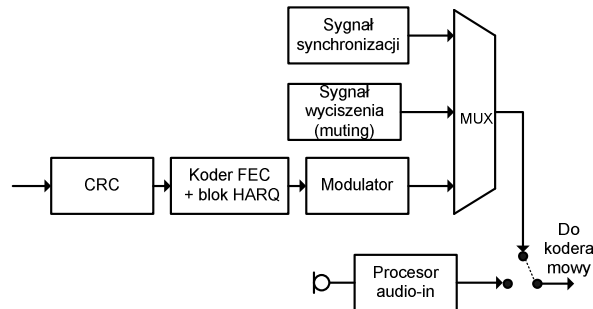 Sygnał
synchronizacji
Sygnał
wyciszenia
(muting)
MUX
CRC
Koder FEC
+ blok HARQ
Modulator
Do
kodera
mowy
Procesor
audio-in